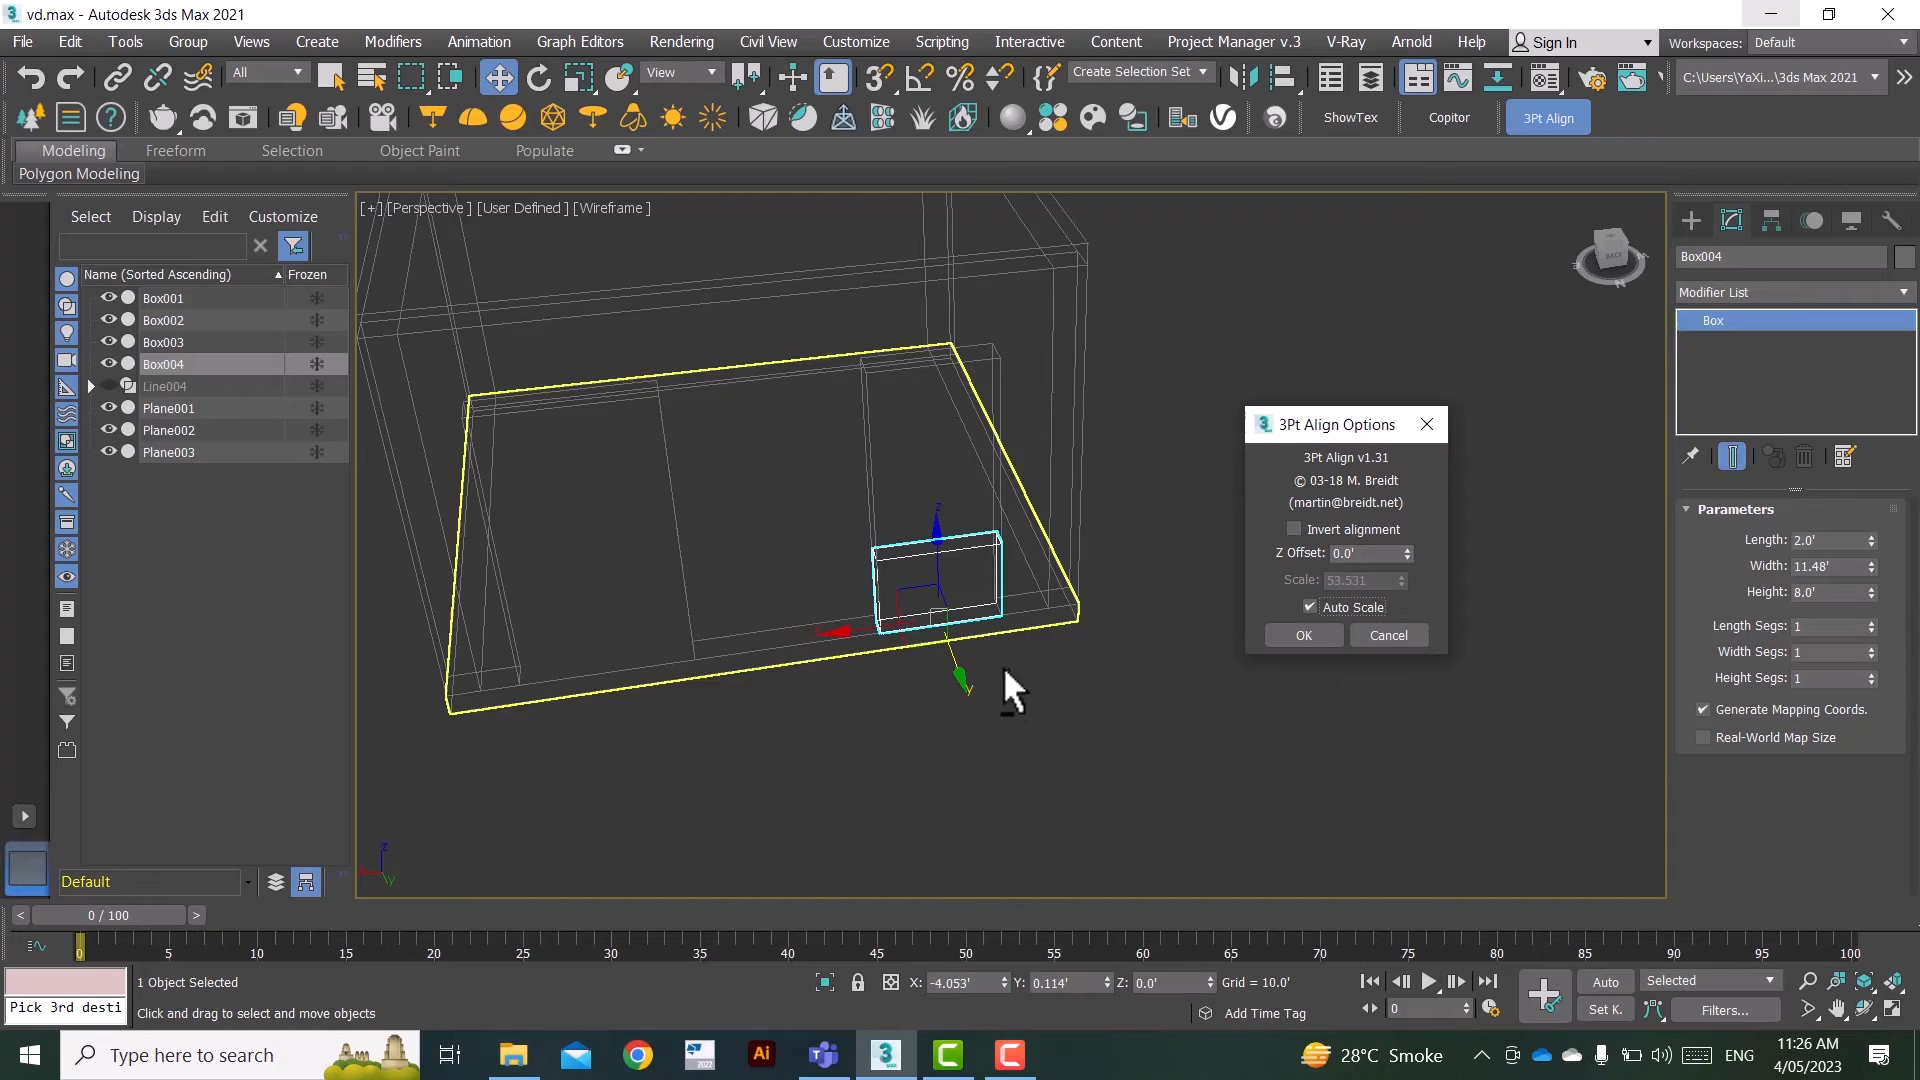 vd.max - Autodesk 3ds Max 2021
File Edit Tools Group Views Create Modifiers Animation Graph Editors Rendering Civil View Customize Scripting Interactive Content Project Manager v.3 V-Ray Arnold Help Sign In Workspaces: Default
All View Create Selection Set C:\Users\YaXi...\3ds Max 2021
ShowTex Copitor 3Pt Align
Modeling Freeform Selection Object Paint Populate
Polygon Modeling
Select Display Edit Customize
Name (Sorted Ascending) Frozen
Box001
Box002
Box003
Box004
Line004
Plane001
Plane002
Plane003
Default
[+] [Perspective ] [User Defined ] [Wireframe ]
BACK
N
z
y
z
y
3Pt Align Options
3Pt Align v1.31
© 03-18 M. Breidt
(martin@breidt.net)
Invert alignment
Z Offset: 0.0'
Scale: 53.531
Auto Scale
OK Cancel
Box004
Modifier List
Box
Parameters
Length: 2.0'
Width: 11.48'
Height: 8.0'
Length Segs: 1
Width Segs: 1
Height Segs: 1
Generate Mapping Coords.
Real-World Map Size
< 0 / 100 >
0 5 10 15 20 25 30 35 40 45 50 55 60 65 70 75 80 85 90 95 100
1 Object Selected X: -4.053' Y: 0.114' Z: 0.0' Grid = 10.0' Auto Selected
Pick 3rd desti Click and drag to select and move objects Add Time Tag 0 Set K. Filters...
Type here to search 2022 Ai 3 MAX 28°C Smoke ENG 11:26 AM
4/05/2023